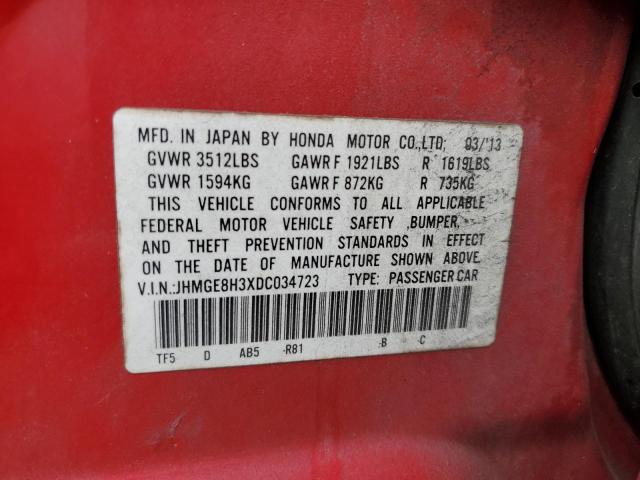 MFD. IN JAPAN BY HONDA MOTOR CO.,LTD; 03/'13
GVWR 3512LBS GAWR F 1921LBS R 1619LBS
GVWR 1594KG GAWR F 872KG R 735KG
THIS VEHICLE CONFORMS TO ALL APPLICABLE
FEDERAL MOTOR VEHICLE SAFETY ,BUMPER,
AND THEFT PREVENTION STANDARDS IN EFFECT
ON THE DATE OF MANUFACTURE SHOWN ABOVE.
V.I.N.:JHMGE8H3XDC034723 TYPE: PASSENGER CAR
TF5 D AB5 -R81 -B -C